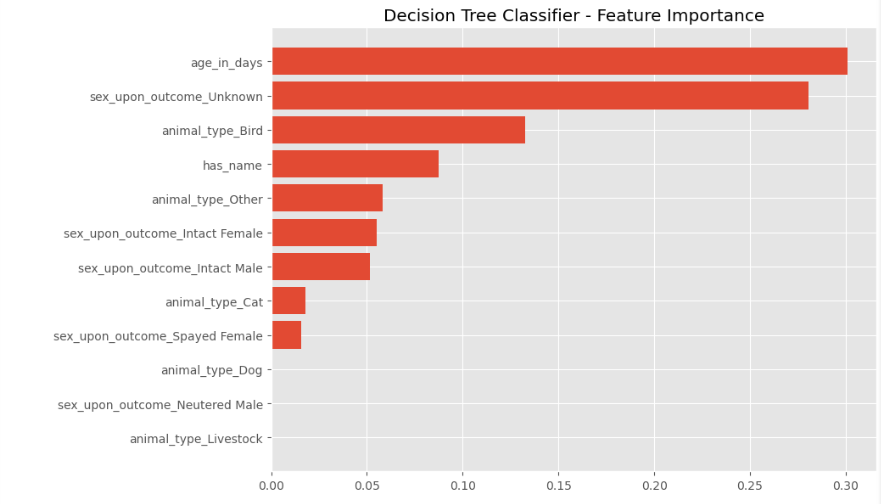 Decision Tree Classifier - Feature Importance
age_in_days
sex_upon_outcome_Unknown
animal_type_Bird
has_name
animal_type_Other
sex_upon_outcome_Intact Female
sex_upon_outcome_Intact Male
animal_type_Cat
sex_upon_outcome_Spayed Female
animal_type_Dog
sex_upon_outcome_Neutered Male
animal_type_Livestock
0.00 0.05 0.10 0.15 0.20 0.25 0.30